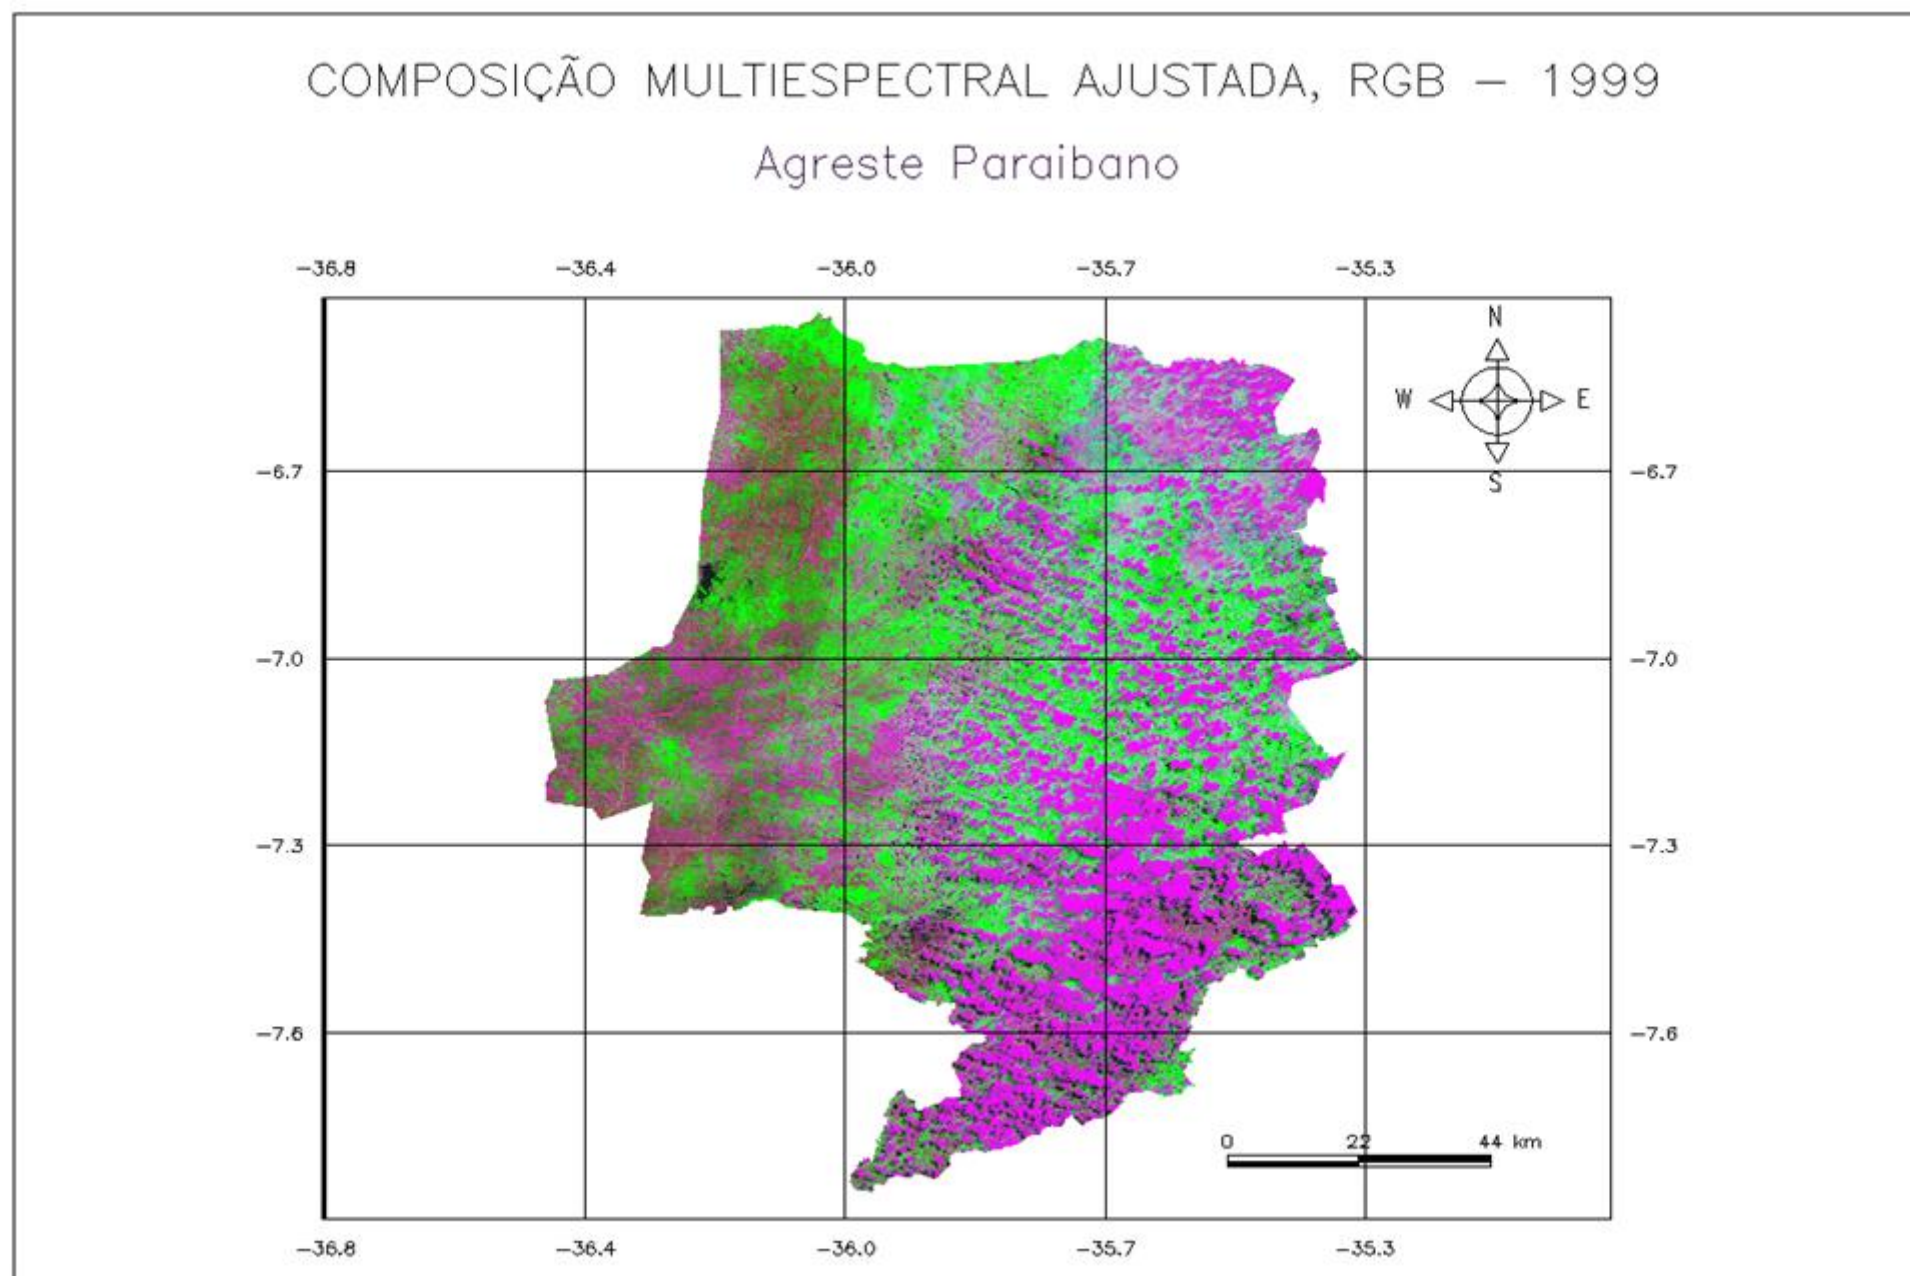 COMPOSIÇÃO MULTIESPECTRAL AJUSTADA, RGB – 1999
Agreste Paraibano
−36.8 −36.4 −36.0 −35.7 −35.3
N
W E
S
−6.7 −6.7
−7.0 −7.0
−7.3 −7.3
−7.6 −7.6
0 22 44 km
−36.8 −36.4 −36.0 −35.7 −35.3